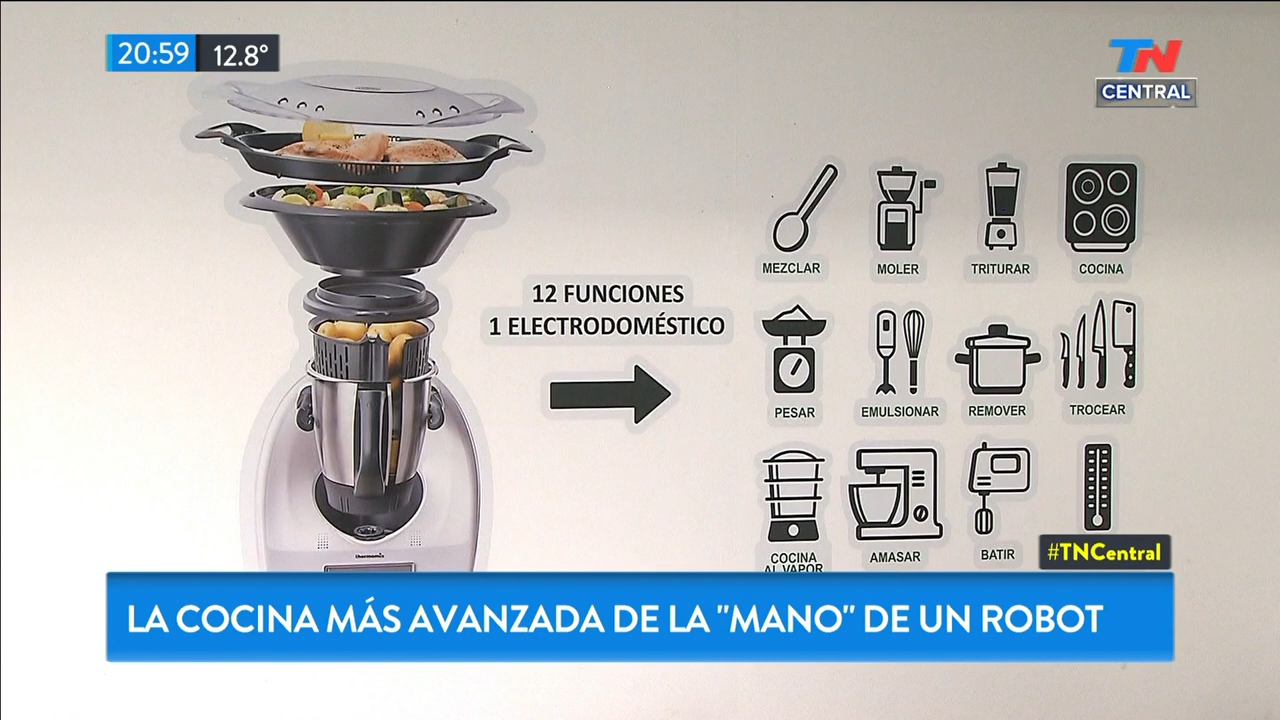 20:59 12.8°
TN
CENTRAL
MEZCLAR
MOLER
TRITURAR
COCINA
12 FUNCIONES
1 ELECTRODOMÉSTICO
PESAR
EMULSIONAR
REMOVER
TROCEAR
COCINA
AL VAPOR
AMASAR
BATIR
#TNCentral
thermomix
LA COCINA MÁS AVANZADA DE LA "MANO" DE UN ROBOT